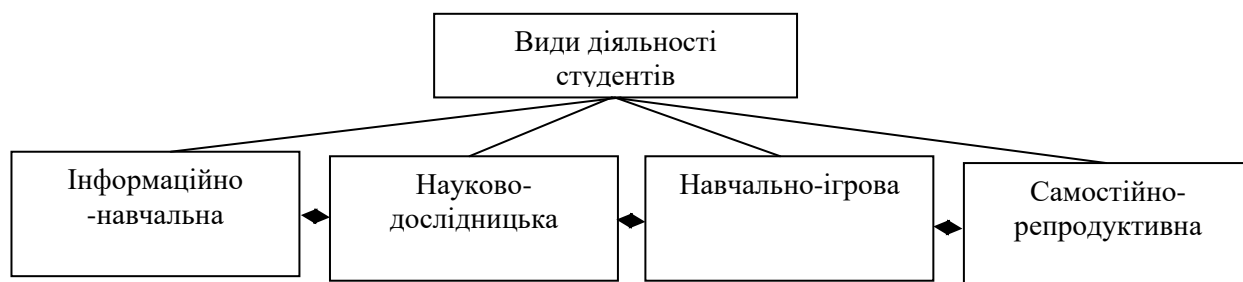 Види діяльності
студентів
Інформаційно
-навчальна
Науково-
дослідницька
Навчально-ігрова
Самостійно-
репродуктивна